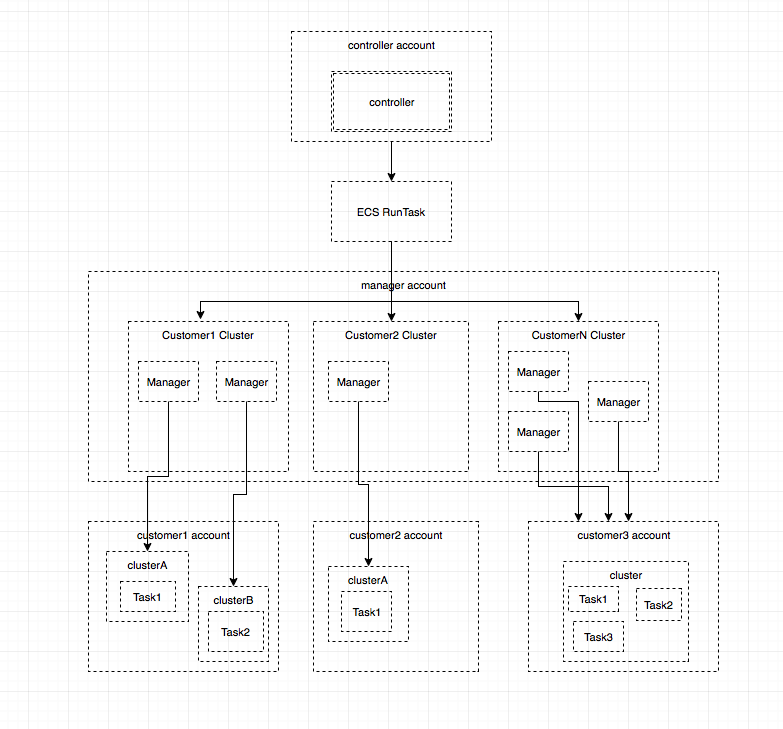 controller account
controller
ECS RunTask
manager account
Customer1 Cluster
Customer2 Cluster
CustomerN Cluster
Manager
Manager
Manager
Manager
Manager
Manager
customer1 account
customer2 account
customer3 account
clusterA
Task1
clusterB
Task2
clusterA
Task1
cluster
Task1
Task2
Task3